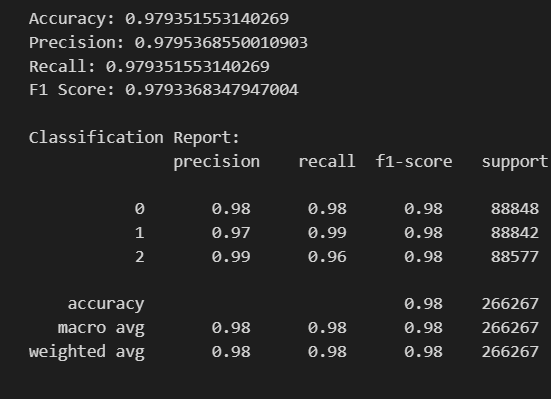 Accuracy: 0.979351553140269
Precision: 0.9795368550010903
Recall: 0.979351553140269
F1 Score: 0.9793368347947004
Classification Report:
precision recall f1-score support
0 0.98 0.98 0.98 88848
1 0.97 0.99 0.98 88842
2 0.99 0.96 0.98 88577
accuracy 0.98 266267
macro avg 0.98 0.98 0.98 266267
weighted avg 0.98 0.98 0.98 266267